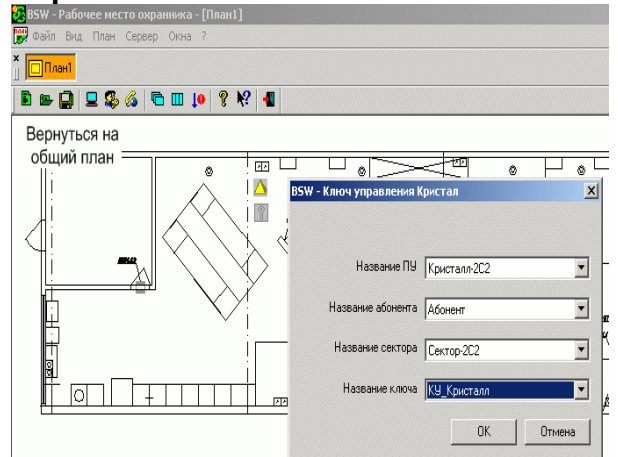 BSW - Рабочее место охранника - [План1]
Файл Вид План Сервер Окна ?
План1
Вернуться на
общий план
BSW - Ключ управления Кристал
Название ПУ Кристалл-2С2
Название абонента Абонент
Название сектора Сектор-2С2
Название ключа КУ_Кристалл
OK Отмена